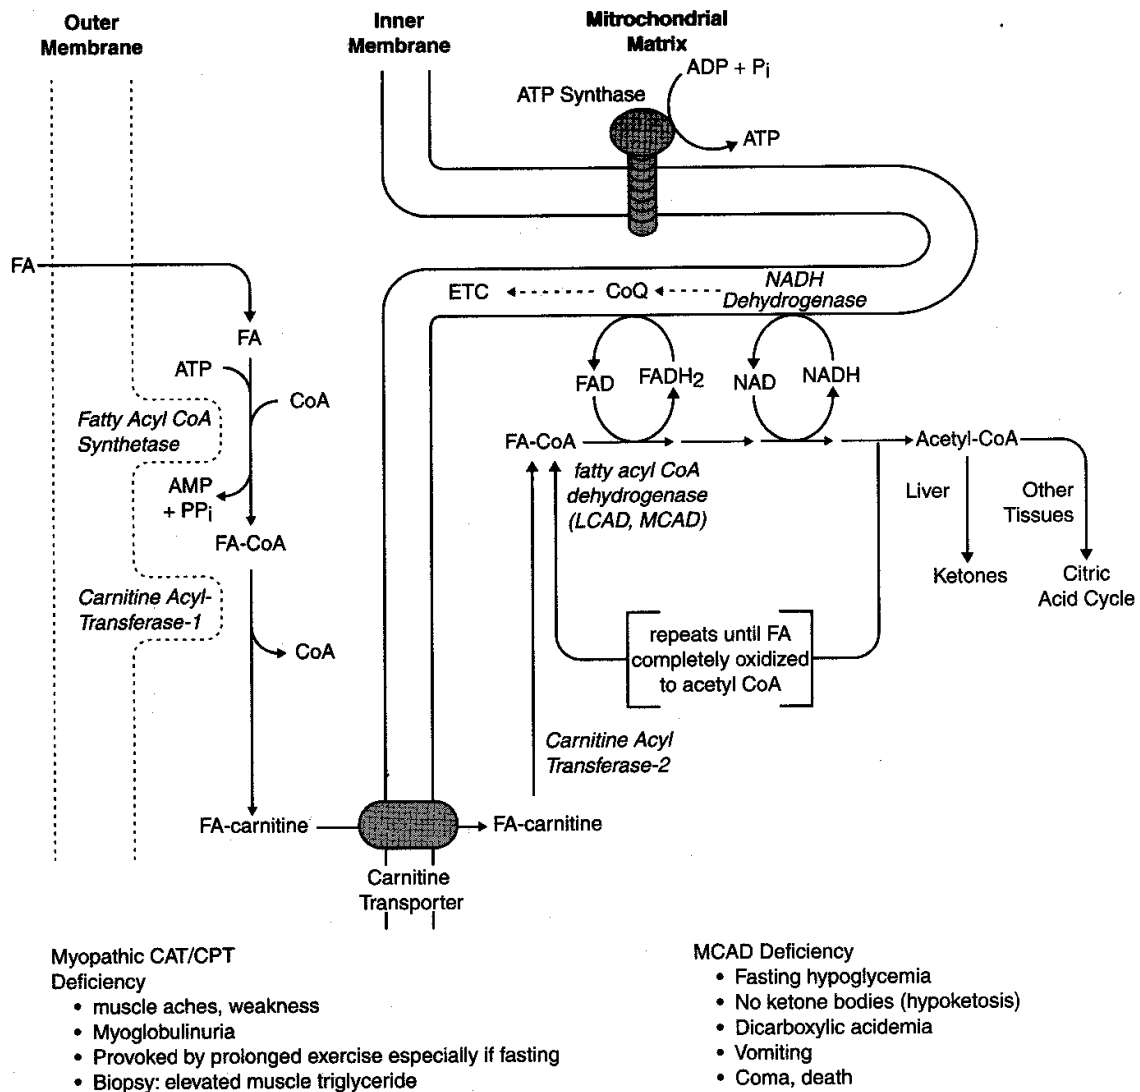 Outer
Membrane
Inner
Membrane
Mitrochondrial
Matrix
ADP + Pi
ATP Synthase
ATP
FA
NADH
Dehydrogenase
CoQ
ETC
FA
ATP
CoA
Fatty Acyl CoA
Synthetase
AMP
+ PPi
FA-CoA
Carnitine Acyl-
Transferase-1
CoA
FA-carnitine
Carnitine
Transporter
FA-carnitine
Carnitine Acyl
Transferase-2
FA-CoA
FAD
FADH2
NAD
NADH
fatty acyl CoA
dehydrogenase
(LCAD, MCAD)
Acetyl-CoA
Liver
Other
Tissues
Ketones
Citric
Acid Cycle
repeats until FA
completely oxidized
to acetyl CoA
Myopathic CAT/CPT
Deficiency
• muscle aches, weakness
• Myoglobulinuria
• Provoked by prolonged exercise especially if fasting
• Biopsy: elevated muscle triglyceride
MCAD Deficiency
• Fasting hypoglycemia
• No ketone bodies (hypoketosis)
• Dicarboxylic acidemia
• Vomiting
• Coma, death